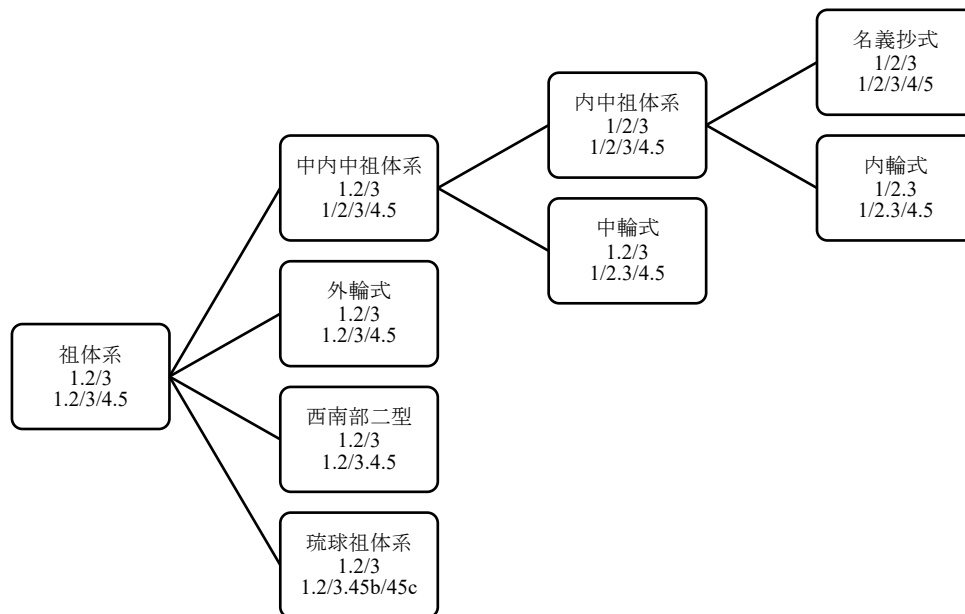 祖体系
1.2/3
1.2/3/4.5
中内中祖体系
1.2/3
1/2/3/4.5
外輪式
1.2/3
1.2/3/4.5
西南部二型
1.2/3
1.2/3.4.5
琉球祖体系
1.2/3
1.2/3.45b/45c
内中祖体系
1/2/3
1/2/3/4.5
中輪式
1.2/3
1/2.3/4.5
名義抄式
1/2/3
1/2/3/4/5
内輪式
1/2.3
1/2.3/4.5